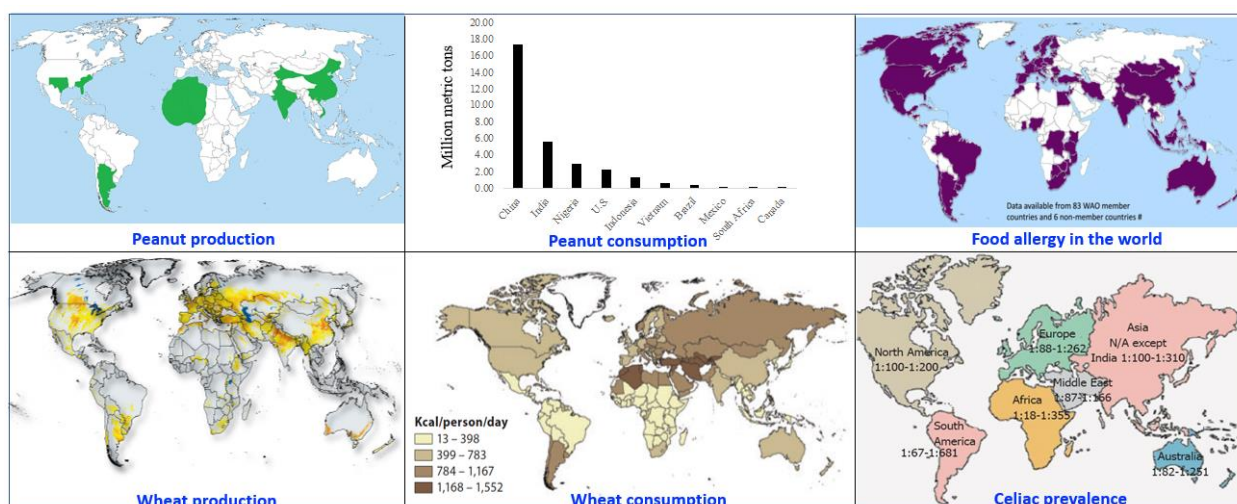 20.00
18.00
16.00
14.00
12.00
10.00
8.00
6.00
4.00
2.00
0.00
Million metric tons
China
India
Nigeria
U.S.
Indonesia
Vietnam
Brazil
Mexico
South Africa
Canada
Data available from 83 WAO member
countries and 6 non-member countries #
Peanut production
Peanut consumption
Food allergy in the world
Kcal/person/day
13 – 398
399 – 783
784 – 1,167
1,168 – 1,552
Europe
1:88-1:262
Asia
N/A except
India 1:100-1:310
North America
1:100-1:200
Middle East
1:87-1:166
Africa
1:18-1:355
South
America
1:67-1:681
Australia
1:82-1:251
Wheat production
Wheat consumption
Celiac prevalence